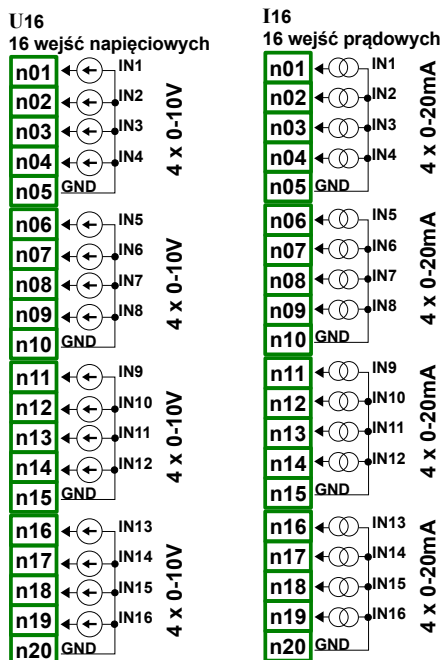 U16
16 wejść napięciowych
n01 IN1
n02 IN2
n03 IN3
n04 IN4
n05 GND
4 x 0-10V
n06 IN5
n07 IN6
n08 IN7
n09 IN8
n10 GND
4 x 0-10V
n11 IN9
n12 IN10
n13 IN11
n14 IN12
n15 GND
4 x 0-10V
n16 IN13
n17 IN14
n18 IN15
n19 IN16
n20 GND
4 x 0-10V
I16
16 wejść prądowych
n01 IN1
n02 IN2
n03 IN3
n04 IN4
n05 GND
4 x 0-20mA
n06 IN5
n07 IN6
n08 IN7
n09 IN8
n10 GND
4 x 0-20mA
n11 IN9
n12 IN10
n13 IN11
n14 IN12
n15 GND
4 x 0-20mA
n16 IN13
n17 IN14
n18 IN15
n19 IN16
n20 GND
4 x 0-20mA